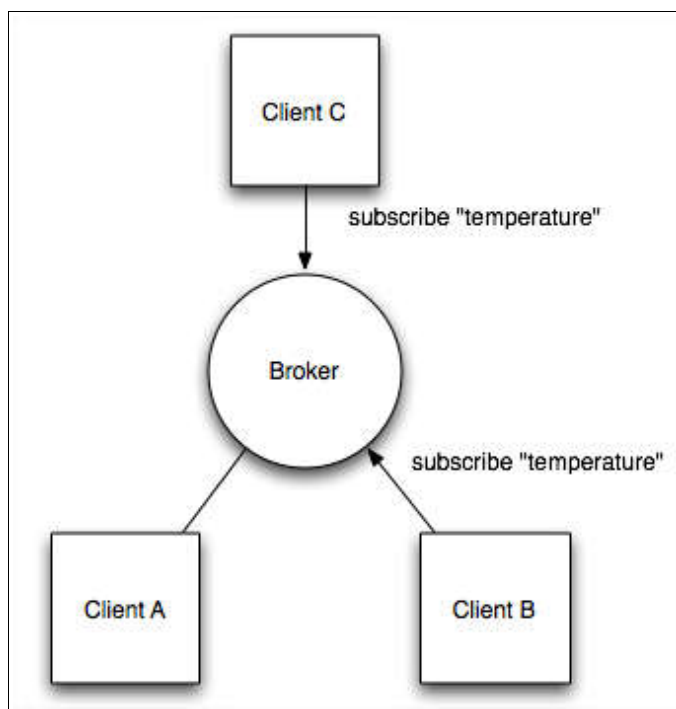 Client C
subscribe "temperature"
Broker
subscribe "temperature"
Client A
Client B